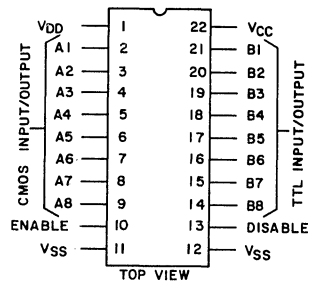 VDD 1 22 VCC
A1 2 21 B1
A2 3 20 B2
A3 4 19 B3
A4 5 18 B4
A5 6 17 B5
A6 7 16 B6
A7 8 15 B7
A8 9 14 B8
ENABLE 10 13 DISABLE
VSS 11 12 VSS
CMOS INPUT/OUTPUT
TTL INPUT/OUTPUT
TOP VIEW